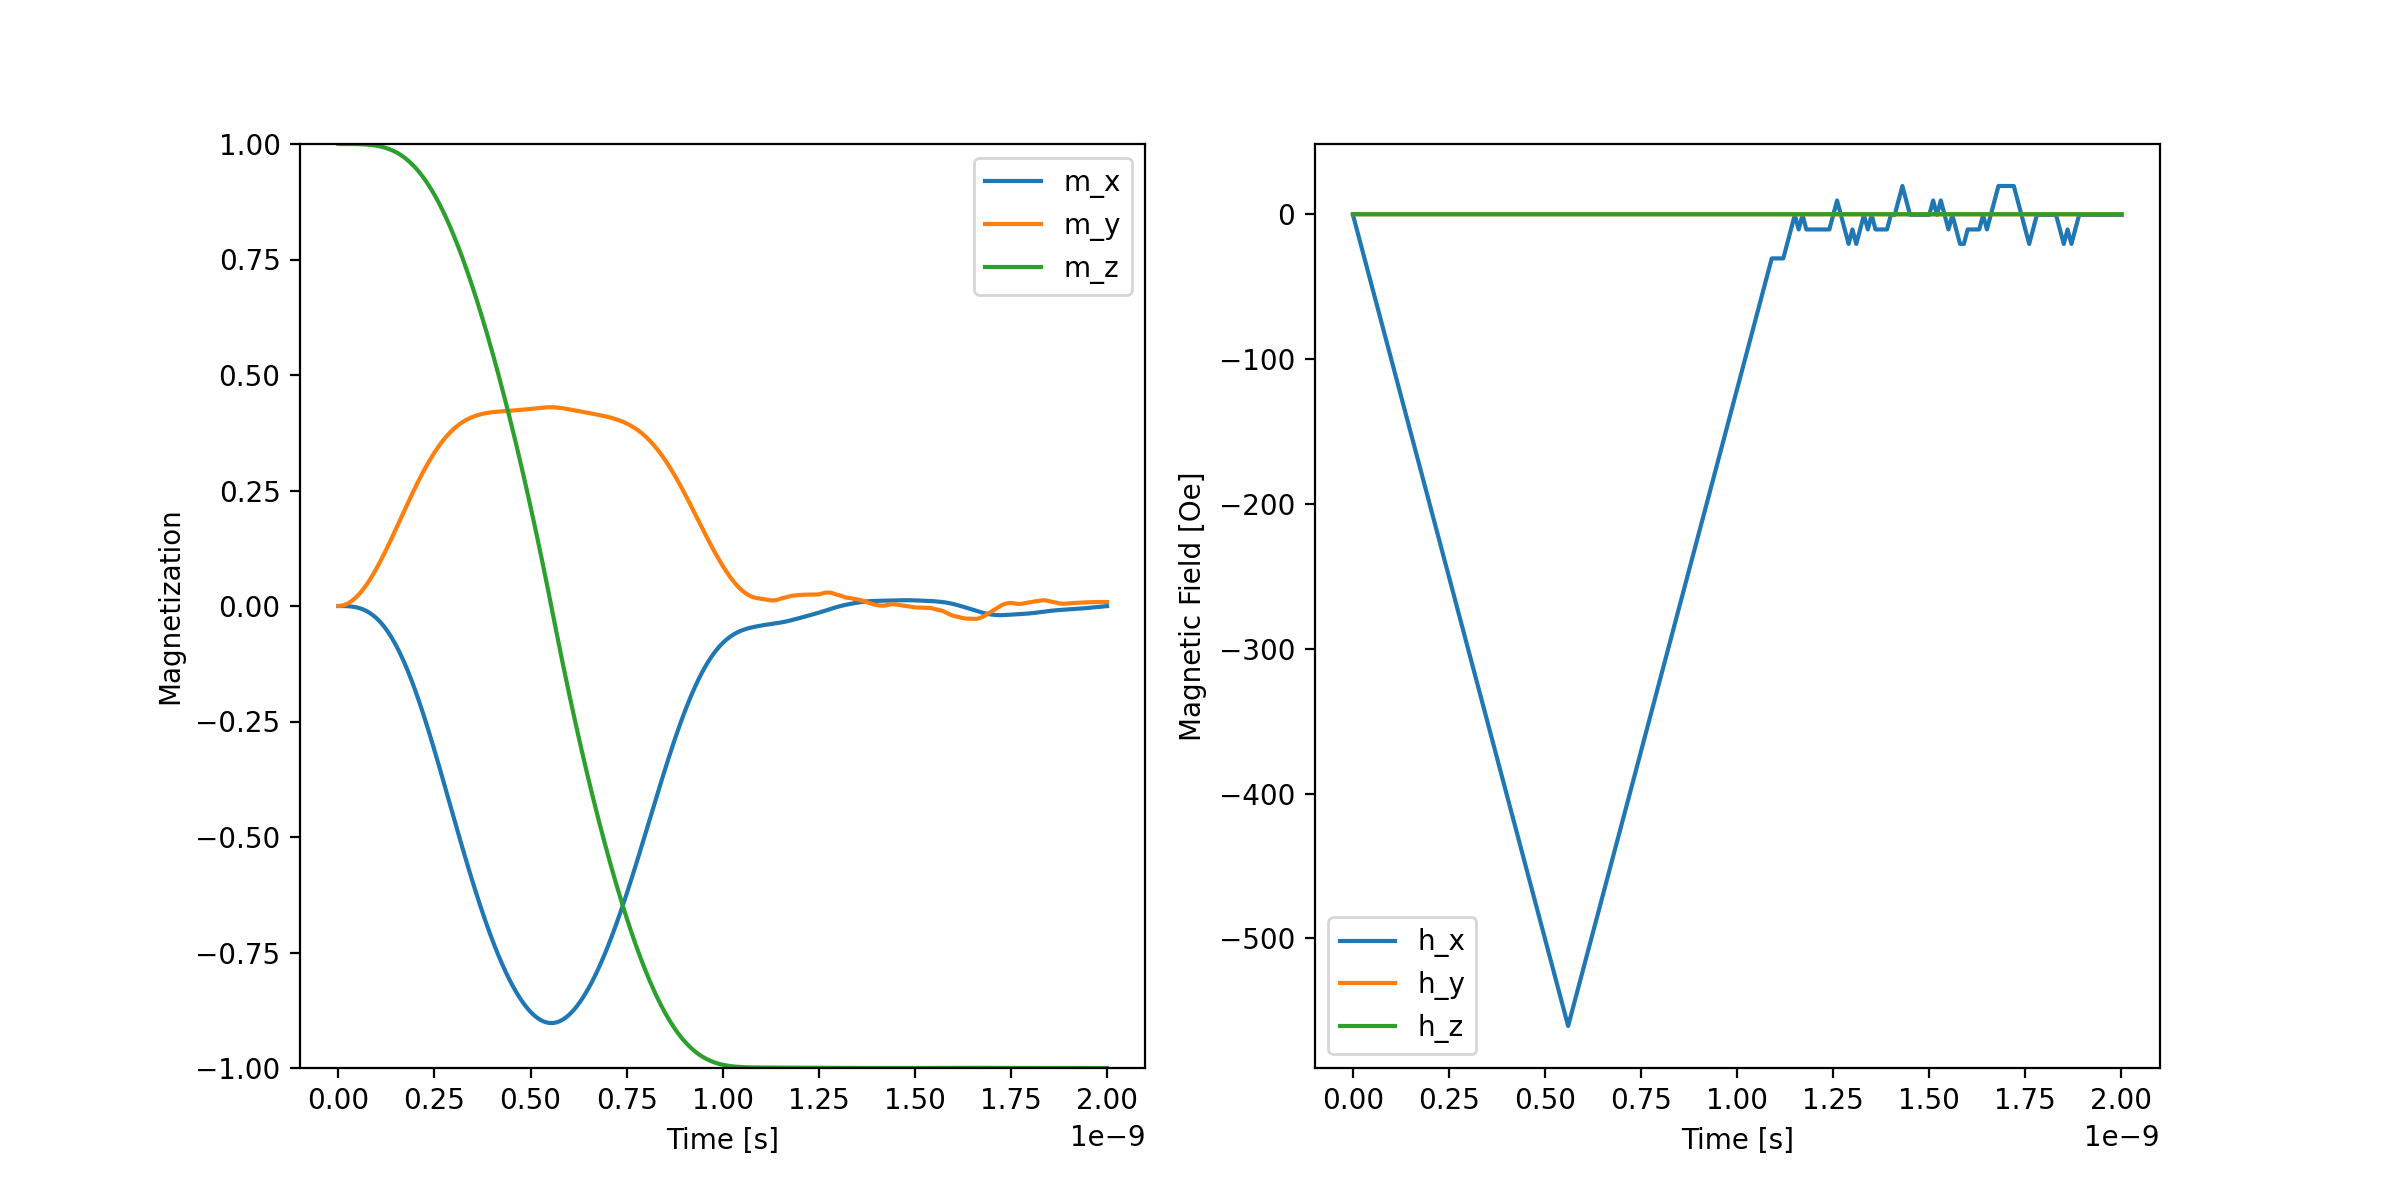 1.00
0.75
0.50
0.25
0.00
−0.25
−0.50
−0.75
−1.00
Magnetization
m_x
m_y
m_z
0.00 0.25 0.50 0.75 1.00 1.25 1.50 1.75 2.00
Time [s]
1e−9
0
−100
−200
−300
−400
−500
Magnetic Field [Oe]
h_x
h_y
h_z
0.00 0.25 0.50 0.75 1.00 1.25 1.50 1.75 2.00
Time [s]
1e−9